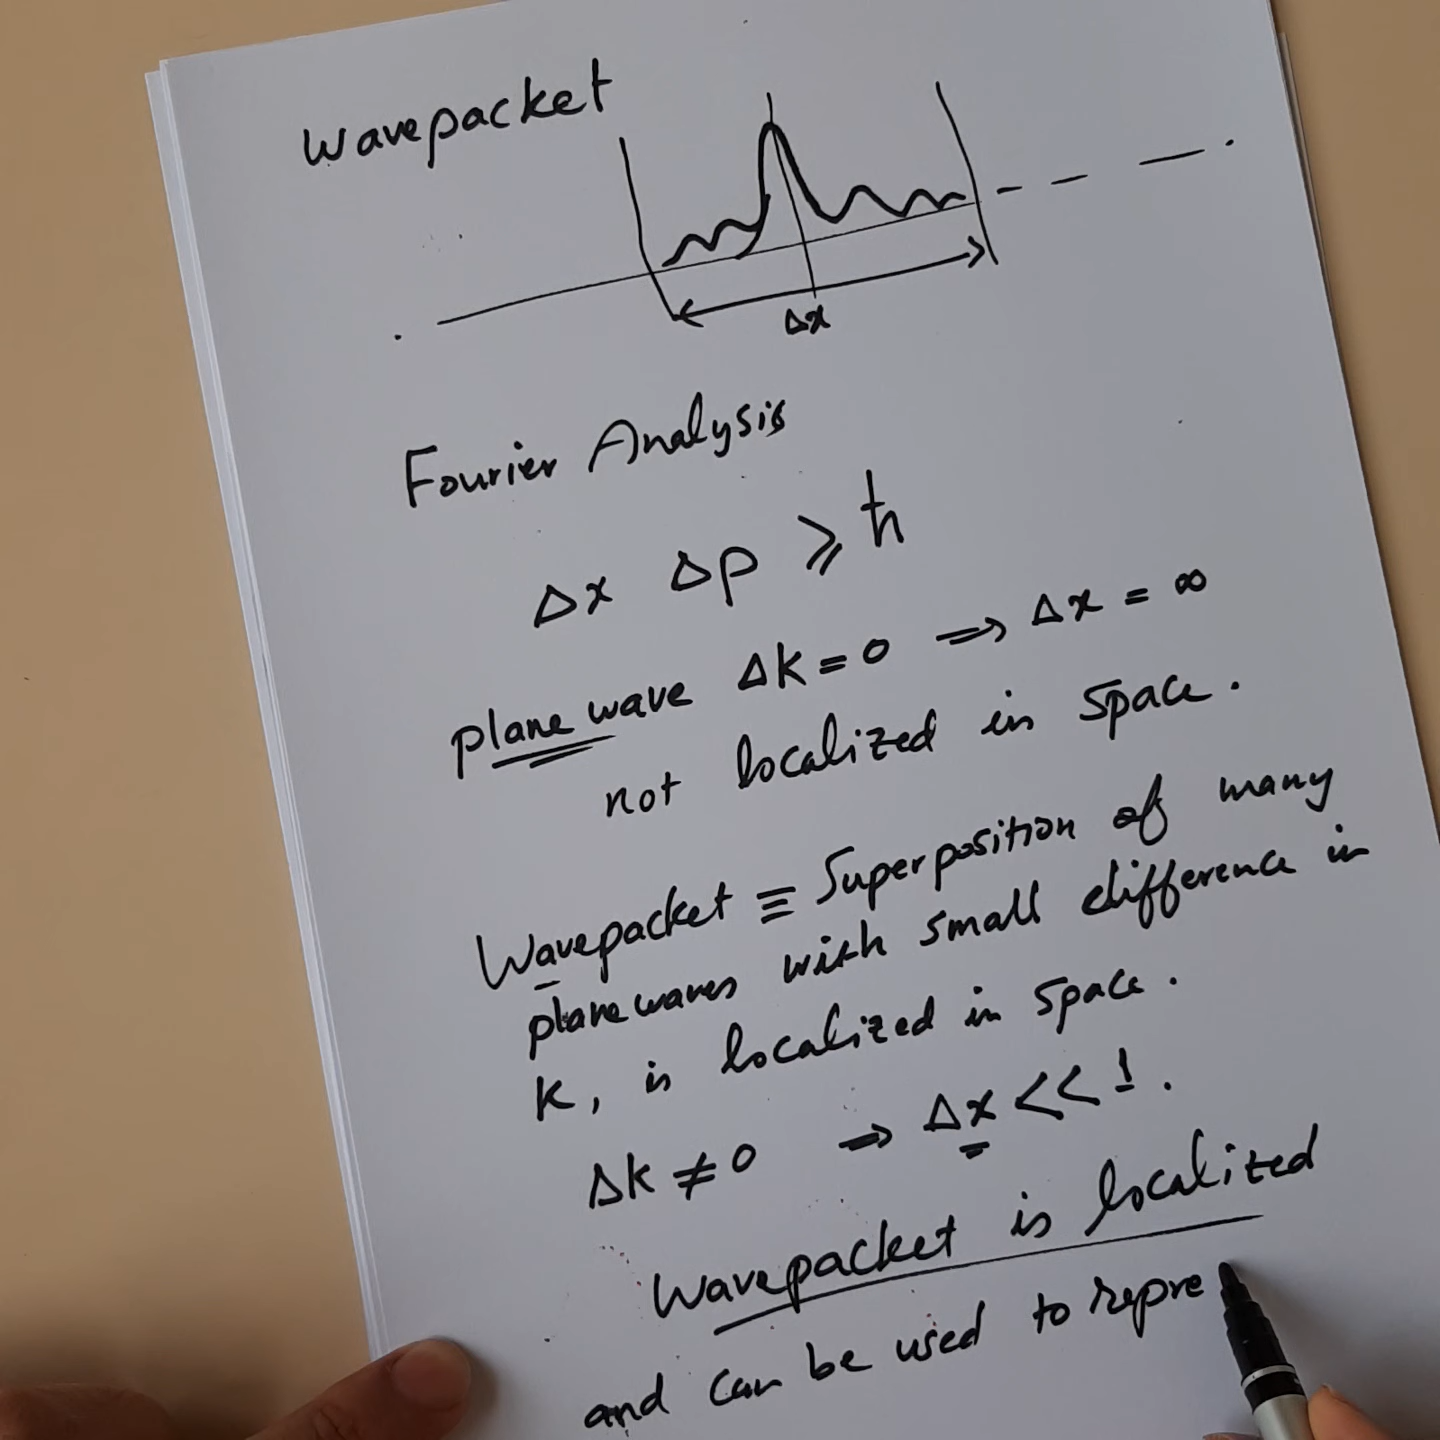 Wavepacket
Δx
Fourier Analysis
Δx Δp ⩾ ħ
plane wave Δk = 0 ⟹ Δx = ∞
not localized in space.
Wavepacket ≡ Superposition of many
plane waves with small difference in
k, is localized in space.
Δk ≠ 0 ⟹ Δx << 1.
Wavepacket is localized
and can be used to repre